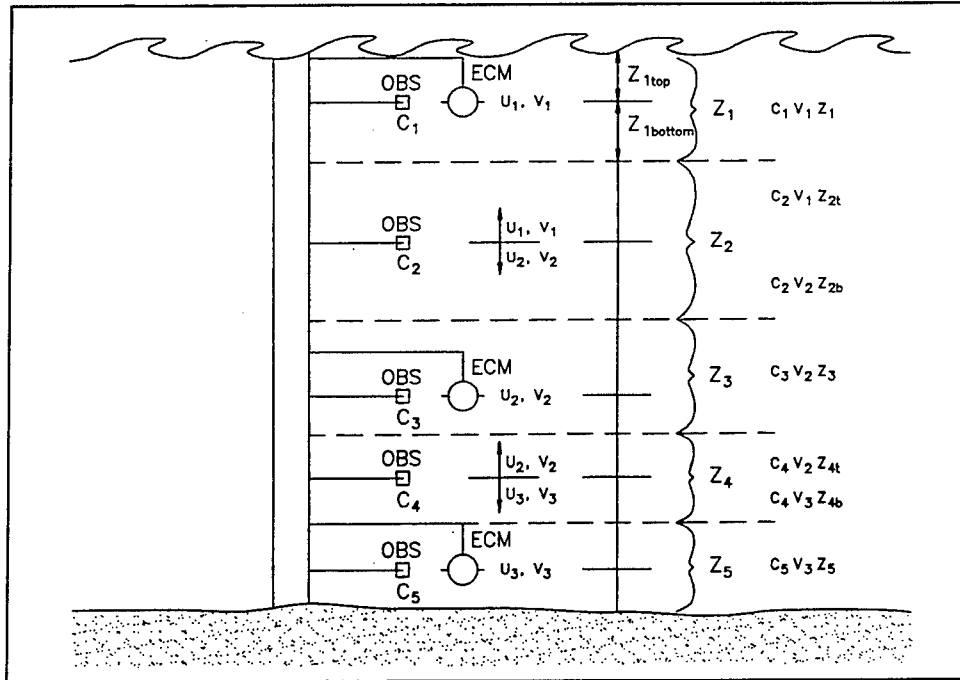 ECM
OBS
C₁
U₁, V₁
Z₁top
Z₁bottom
Z₁
C₁ V₁ Z₁
OBS
C₂
U₁, V₁
U₂, V₂
Z₂
C₂ V₁ Z₂t
C₂ V₂ Z₂b
ECM
OBS
C₃
U₂, V₂
Z₃
C₃ V₂ Z₃
OBS
C₄
U₂, V₂
U₃, V₃
Z₄
C₄ V₂ Z₄t
C₄ V₃ Z₄b
ECM
OBS
C₅
U₃, V₃
Z₅
C₅ V₃ Z₅